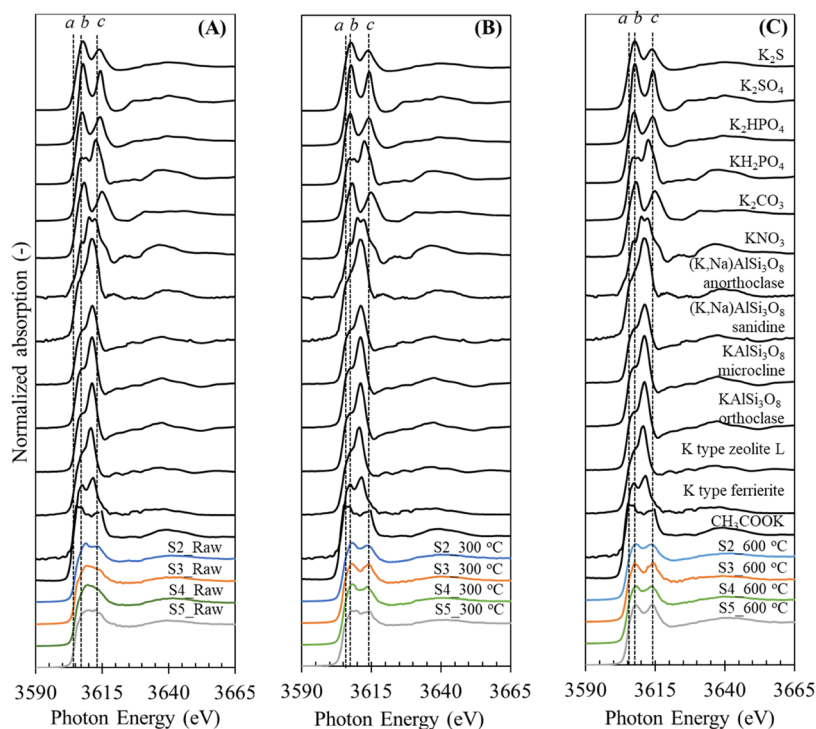 Normalized absorption (-)
a b c
(A)
S2_Raw
S3_Raw
S4_Raw
S5_Raw
3590 3615 3640 3665
Photon Energy (eV)
a b c
(B)
S2_300 °C
S3_300 °C
S4_300 °C
S5_300 °C
3590 3615 3640 3665
Photon Energy (eV)
a b c
(C)
K₂S
K₂SO₄
K₂HPO₄
KH₂PO₄
K₂CO₃
KNO₃
(K,Na)AlSi₃O₈
anorthoclase
(K,Na)AlSi₃O₈
sanidine
KAlSi₃O₈
microcline
KAlSi₃O₈
orthoclase
K type zeolite L
K type ferrierite
CH₃COOK
S2_600 °C
S3_600 °C
S4_600 °C
S5_600 °C
3590 3615 3640 3665
Photon Energy (eV)